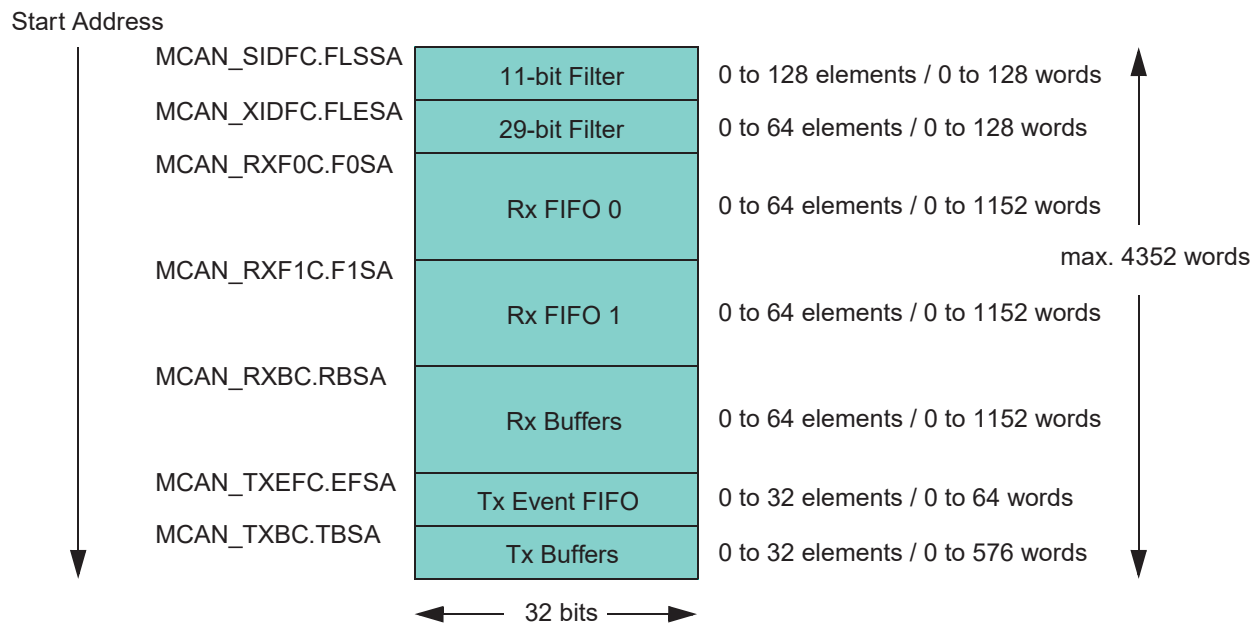 Start Address
MCAN_SIDFC.FLSSA
11-bit Filter
0 to 128 elements / 0 to 128 words
MCAN_XIDFC.FLESA
29-bit Filter
0 to 64 elements / 0 to 128 words
MCAN_RXF0C.F0SA
Rx FIFO 0
0 to 64 elements / 0 to 1152 words
max. 4352 words
MCAN_RXF1C.F1SA
Rx FIFO 1
0 to 64 elements / 0 to 1152 words
MCAN_RXBC.RBSA
Rx Buffers
0 to 64 elements / 0 to 1152 words
MCAN_TXEFC.EFSA
Tx Event FIFO
0 to 32 elements / 0 to 64 words
MCAN_TXBC.TBSA
Tx Buffers
0 to 32 elements / 0 to 576 words
32 bits